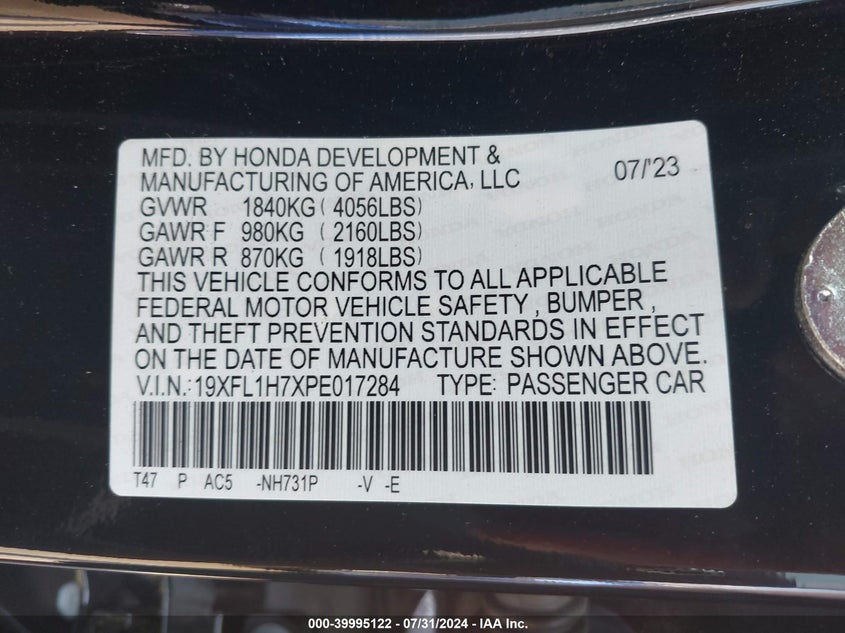 MFD. BY HONDA DEVELOPMENT &
MANUFACTURING OF AMERICA, LLC 07/'23
GVWR 1840KG ( 4056LBS)
GAWR F 980KG ( 2160LBS)
GAWR R 870KG ( 1918LBS)
THIS VEHICLE CONFORMS TO ALL APPLICABLE
FEDERAL MOTOR VEHICLE SAFETY , BUMPER ,
AND THEFT PREVENTION STANDARDS IN EFFECT
ON THE DATE OF MANUFACTURE SHOWN ABOVE.
V.I.N.:19XFL1H7XPE017284 TYPE: PASSENGER CAR
T47 P AC5 -NH731P -V -E
000-39995122 - 07/31/2024 - IAA Inc.